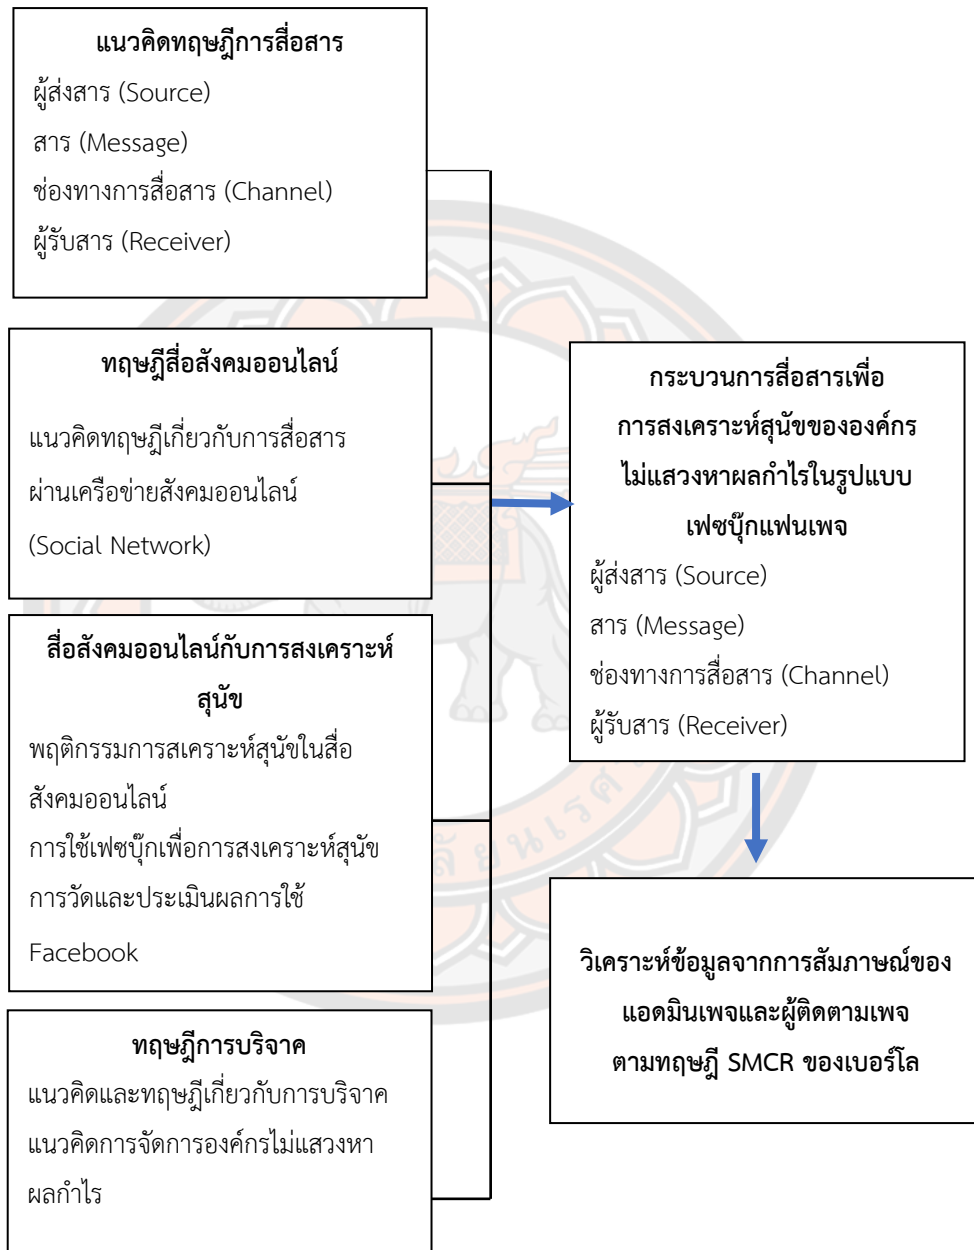 แนวคิดทฤษฎีการสื่อสาร
ผู้ส่งสาร (Source)
สาร (Message)
ช่องทางการสื่อสาร (Channel)
ผู้รับสาร (Receiver)
ทฤษฎีสื่อสังคมออนไลน์
แนวคิดทฤษฎีเกี่ยวกับการสื่อสาร
ผ่านเครือข่ายสังคมออนไลน์
(Social Network)
สื่อสังคมออนไลน์กับการสงเคราะห์
สุนัข
พฤติกรรมการสเคราะห์สุนัขในสื่อ
สังคมออนไลน์
การใช้เฟซบุ๊กเพื่อการสงเคราะห์สุนัข
การวัดและประเมินผลการใช้
Facebook
ทฤษฎีการบริจาค
แนวคิดและทฤษฎีเกี่ยวกับการบริจาค
แนวคิดการจัดการองค์กรไม่แสวงหา
ผลกำไร
กระบวนการสื่อสารเพื่อ
การสงเคราะห์สุนัขขององค์กร
ไม่แสวงหาผลกำไรในรูปแบบ
เฟซบุ๊กแฟนเพจ
ผู้ส่งสาร (Source)
สาร (Message)
ช่องทางการสื่อสาร (Channel)
ผู้รับสาร (Receiver)
วิเคราะห์ข้อมูลจากการสัมภาษณ์ของ
แอดมินเพจและผู้ติดตามเพจ
ตามทฤษฎี SMCR ของเบอร์โล